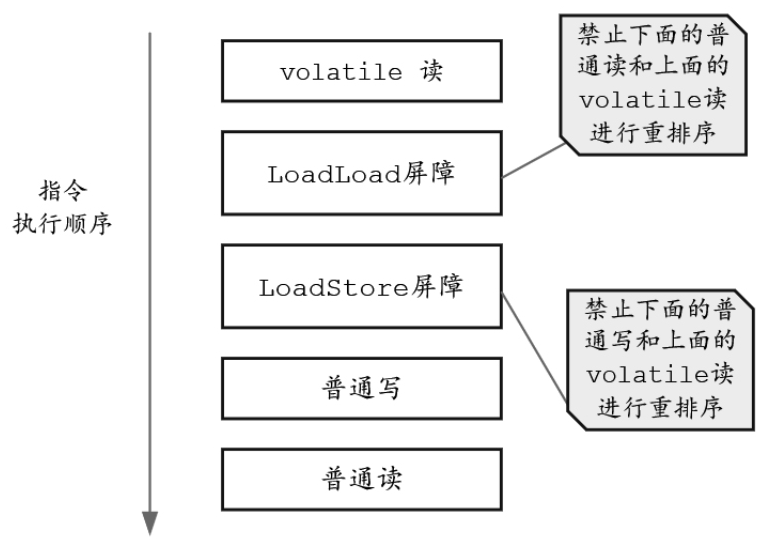 volatile 读
禁止下面的普
通读和上面的
volatile读
进行重排序
LoadLoad屏障
指令
执行顺序
LoadStore屏障
禁止下面的普
通写和上面的
volatile读
进行重排序
普通写
普通读